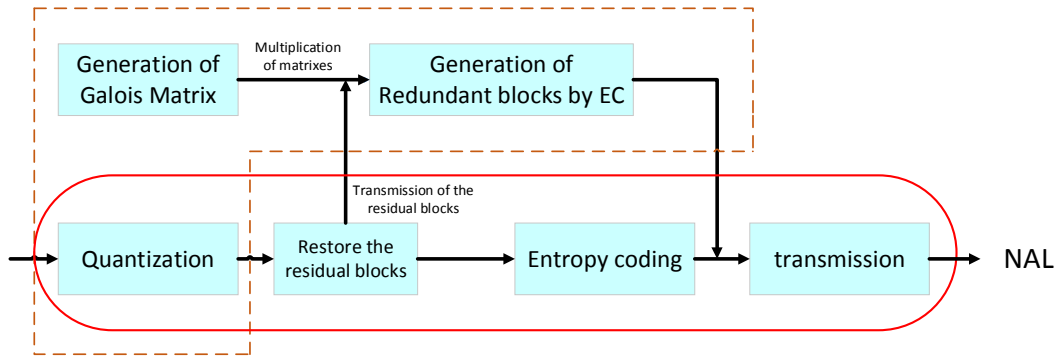 Generation of
Galois Matrix
Multiplication
of matrixes
Generation of
Redundant blocks by EC
Transmission of the
residual blocks
Quantization
Restore the
residual blocks
Entropy coding
transmission
NAL